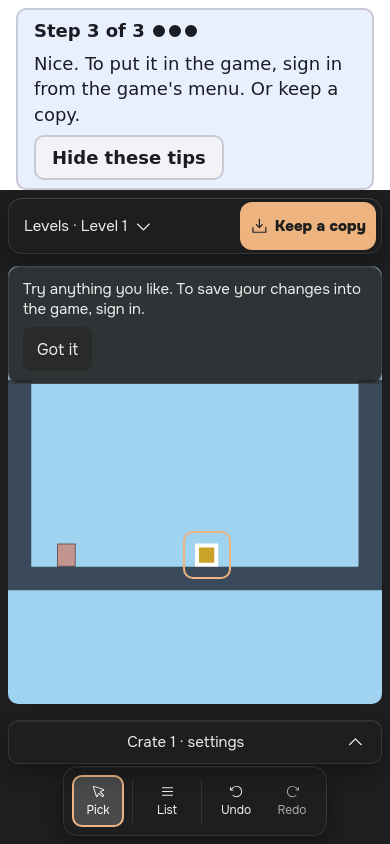 Step 3 of 3
Nice. To put it in the game, sign in
from the game's menu. Or keep a
copy.
Hide these tips
Levels · Level 1
Keep a copy
Try anything you like. To save your changes into
the game, sign in.
Got it
Crate 1 · settings
Pick
List
Undo
Redo